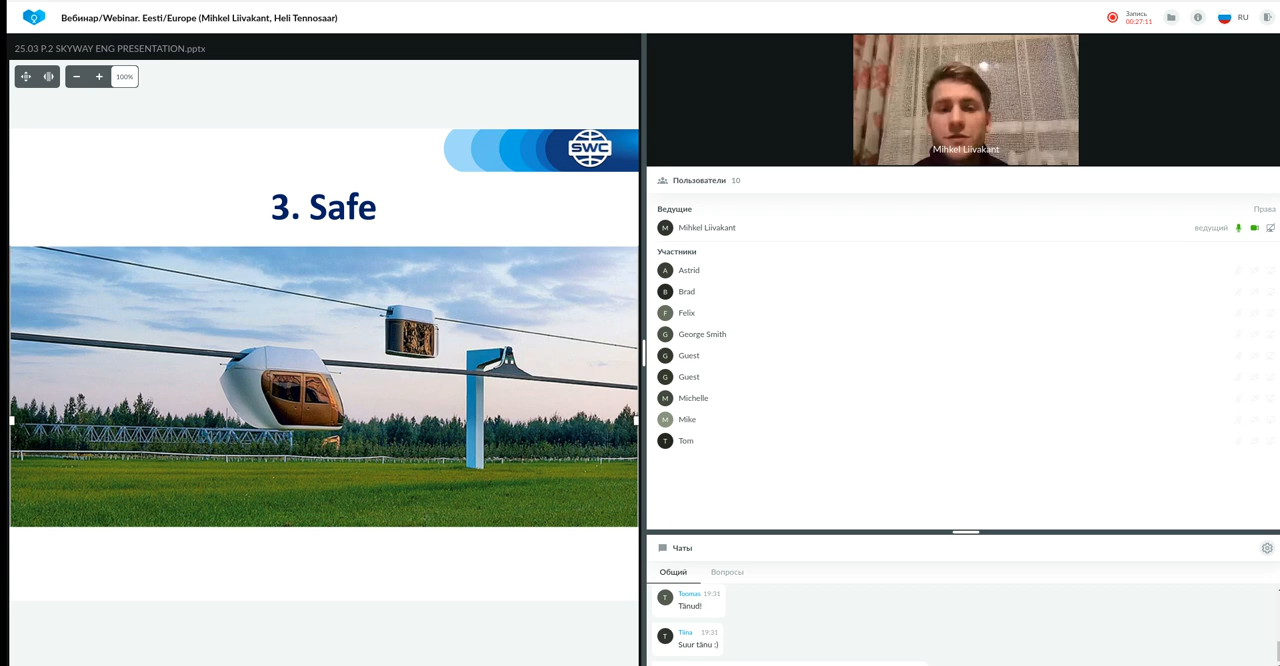 Вебинар/Webinar. Eesti/Europe (Mihkel Liivakant, Heli Tennosaar)
Запись
00:27:11
RU
25.03 P.2 SKYWAY ENG PRESENTATION.pptx
100%
SWC
3. Safe
Mihkel Liivakant
Пользователи 10
Ведущие Права
M Mihkel Liivakant ведущий
Участники
A Astrid
B Brad
F Felix
G George Smith
G Guest
G Guest
M Michelle
M Mike
T Tom
Чаты
Общий Вопросы
T Toomas 19:31
Tänud!
T Tiina 19:31
Suur tänu :)